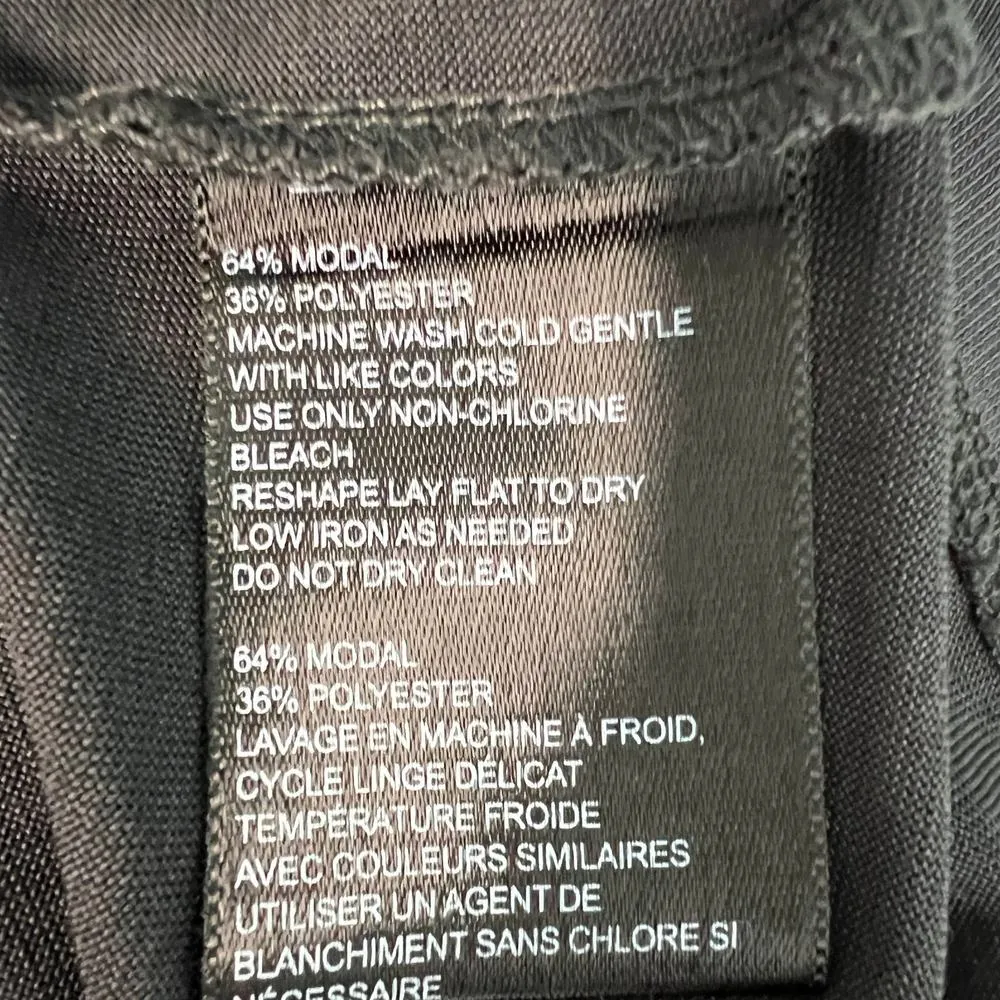 64% MODAL
36% POLYESTER
MACHINE WASH COLD GENTLE
WITH LIKE COLORS
USE ONLY NON-CHLORINE
BLEACH
RESHAPE LAY FLAT TO DRY
LOW IRON AS NEEDED
DO NOT DRY CLEAN
64% MODAL
36% POLYESTER
LAVAGE EN MACHINE À FROID,
CYCLE LINGE DÉLICAT
TEMPÉRATURE FROIDE
AVEC COULEURS SIMILAIRES
UTILISER UN AGENT DE
BLANCHIMENT SANS CHLORE SI
NÉCESSAIRE